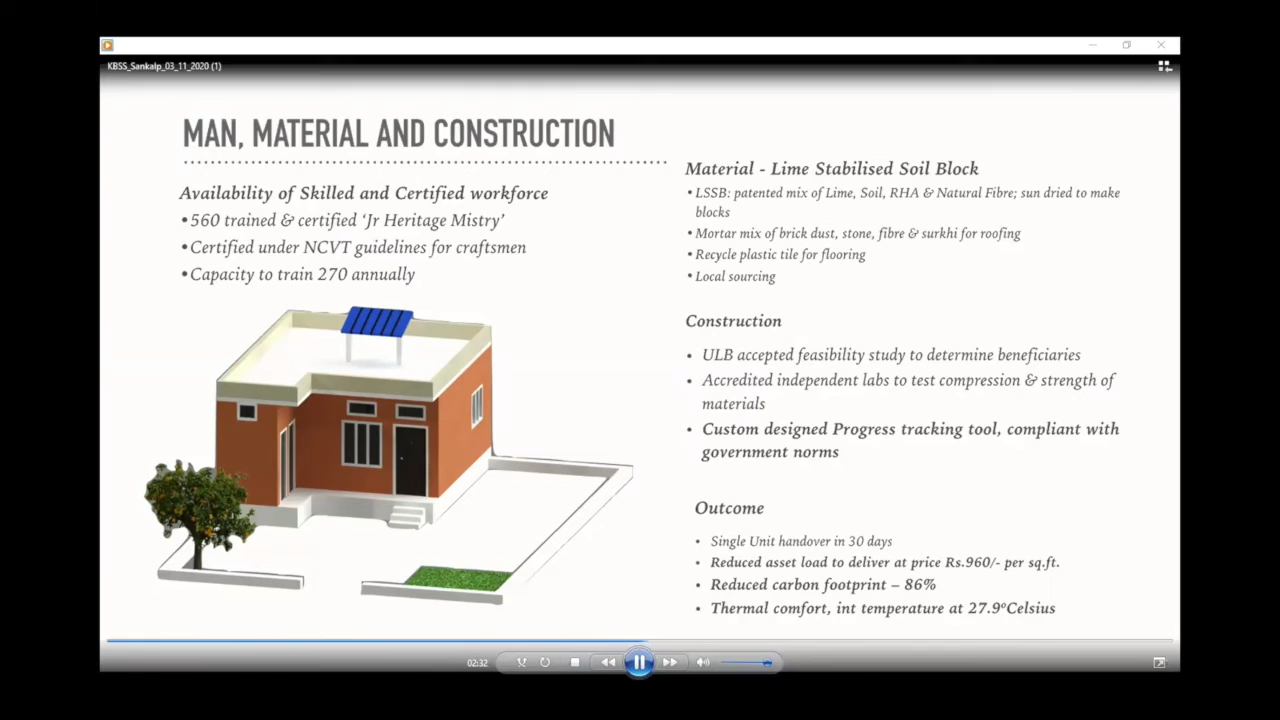 KBSS_Sankalp_03_11_2020 (1)
MAN, MATERIAL AND CONSTRUCTION
Availability of Skilled and Certified workforce
•560 trained & certified ‘Jr Heritage Mistry’
•Certified under NCVT guidelines for craftsmen
•Capacity to train 270 annually
Material - Lime Stabilised Soil Block
•LSSB: patented mix of Lime, Soil, RHA & Natural Fibre; sun dried to make
blocks
•Mortar mix of brick dust, stone, fibre & surkhi for roofing
•Recycle plastic tile for flooring
•Local sourcing
Construction
• ULB accepted feasibility study to determine beneficiaries
• Accredited independent labs to test compression & strength of
materials
• Custom designed Progress tracking tool, compliant with
government norms
Outcome
• Single Unit handover in 30 days
• Reduced asset load to deliver at price Rs.960/- per sq.ft.
• Reduced carbon footprint – 86%
• Thermal comfort, int temperature at 27.9°Celsius
02:32